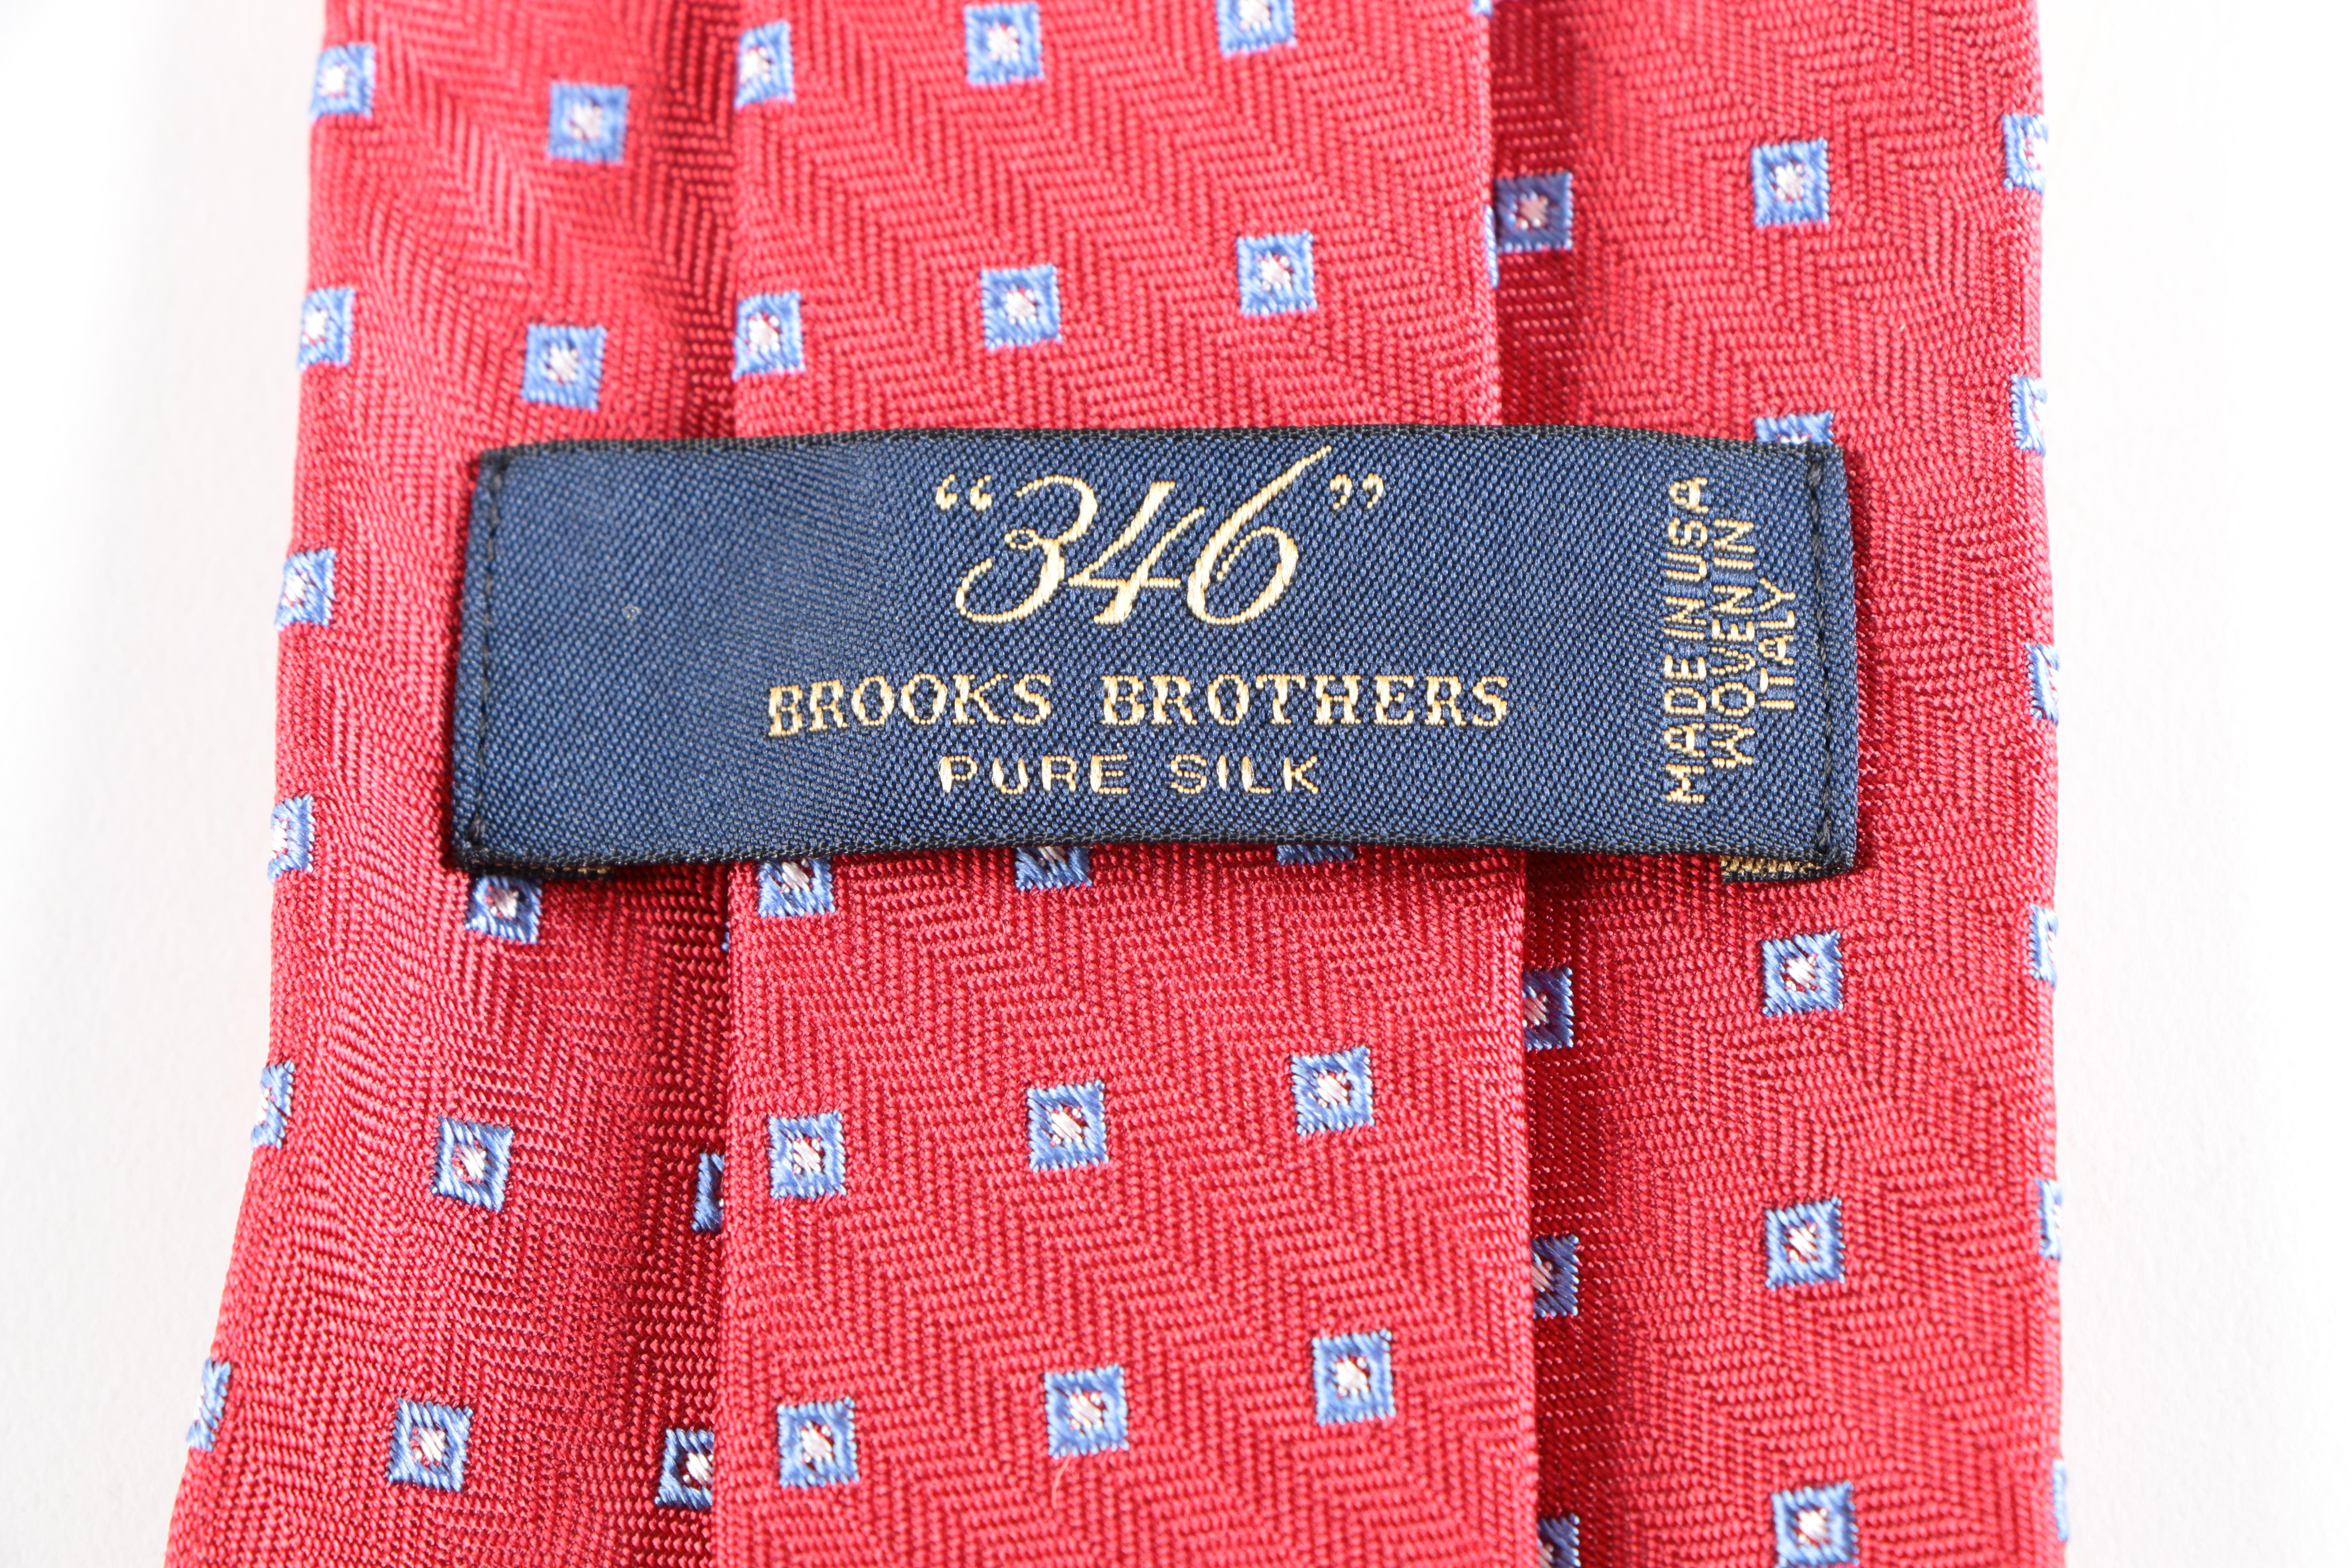 “346”
BROOKS BROTHERS
PURE SILK
MADE IN USA
WOVEN IN
ITALY